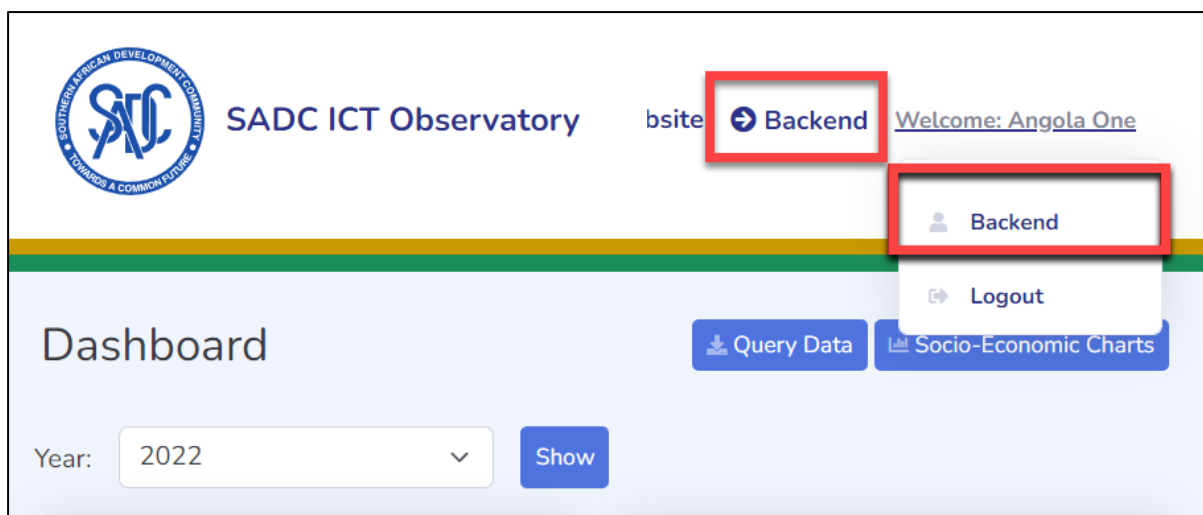 SOUTHERN AFRICAN DEVELOPMENT COMMUNITY
SADC
TOWARDS A COMMON FUTURE
SADC ICT Observatory
bsite
Backend
Welcome: Angola One
Backend
Logout
Dashboard
Query Data
Socio-Economic Charts
Year:
2022
Show